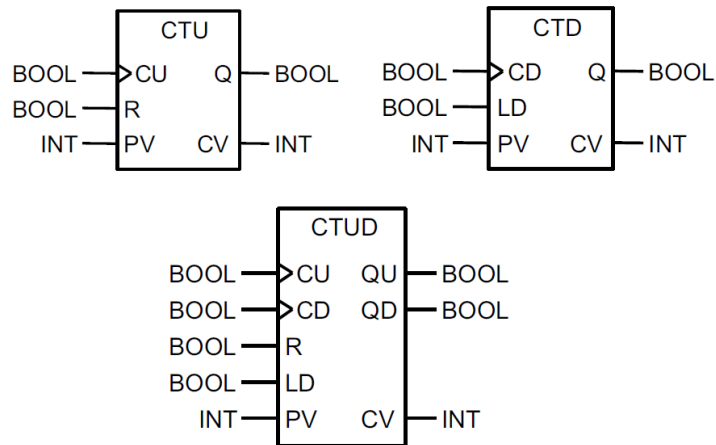 CTU
BOOL CU Q BOOL
BOOL R
INT PV CV INT
CTD
BOOL CD Q BOOL
BOOL LD
INT PV CV INT
CTUD
BOOL CU QU BOOL
BOOL CD QD BOOL
BOOL R
BOOL LD
INT PV CV INT